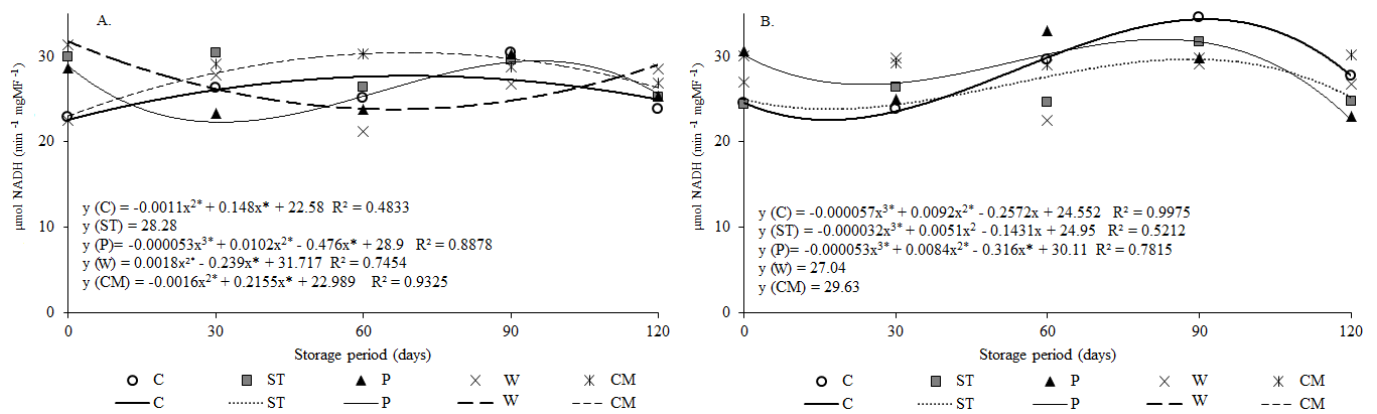 A.
µmol NADH (min -1 mgMF-1)
30
20
10
0
y (C) = -0.0011x2* + 0.148x* + 22.58 R² = 0.4833
y (ST) = 28.28
y (P)= -0.000053x3* + 0.0102x2* - 0.476x* + 28.9 R² = 0.8878
y (W) = 0.0018x2* - 0.239x* + 31.717 R² = 0.7454
y (CM) = -0.0016x2* + 0.2155x* + 22.989 R² = 0.9325
0 30 60 90 120
Storage period (days)
C ST P W CM
C ST P W CM
B.
µmol NADH (min -1 mgMF-1)
30
20
10
0
y (C) = -0.000057x3* + 0.0092x2* - 0.2572x + 24.552 R² = 0.9975
y (ST) = -0.000032x3* + 0.0051x2 - 0.1431x + 24.95 R² = 0.5212
y (P)= -0.000053x3* + 0.0084x2* - 0.316x* + 30.11 R² = 0.7815
y (W) = 27.04
y (CM) = 29.63
0 30 60 90 120
Storage period (days)
C ST P W CM
C ST P W CM